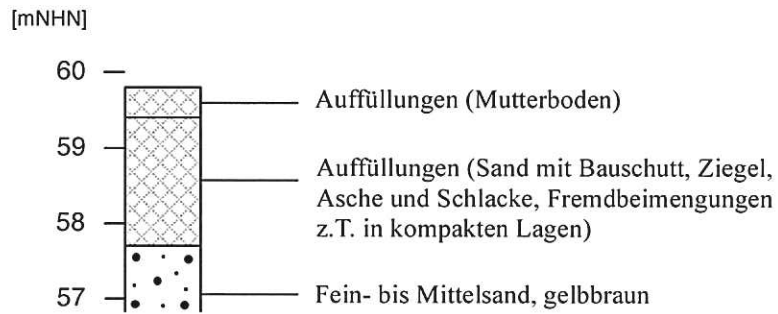 [mNHN]
60
Auffüllungen (Mutterboden)
59
Auffüllungen (Sand mit Bauschutt, Ziegel,
Asche und Schlacke, Fremdbeimengungen
z.T. in kompakten Lagen)
58
57
Fein- bis Mittelsand, gelbbraun